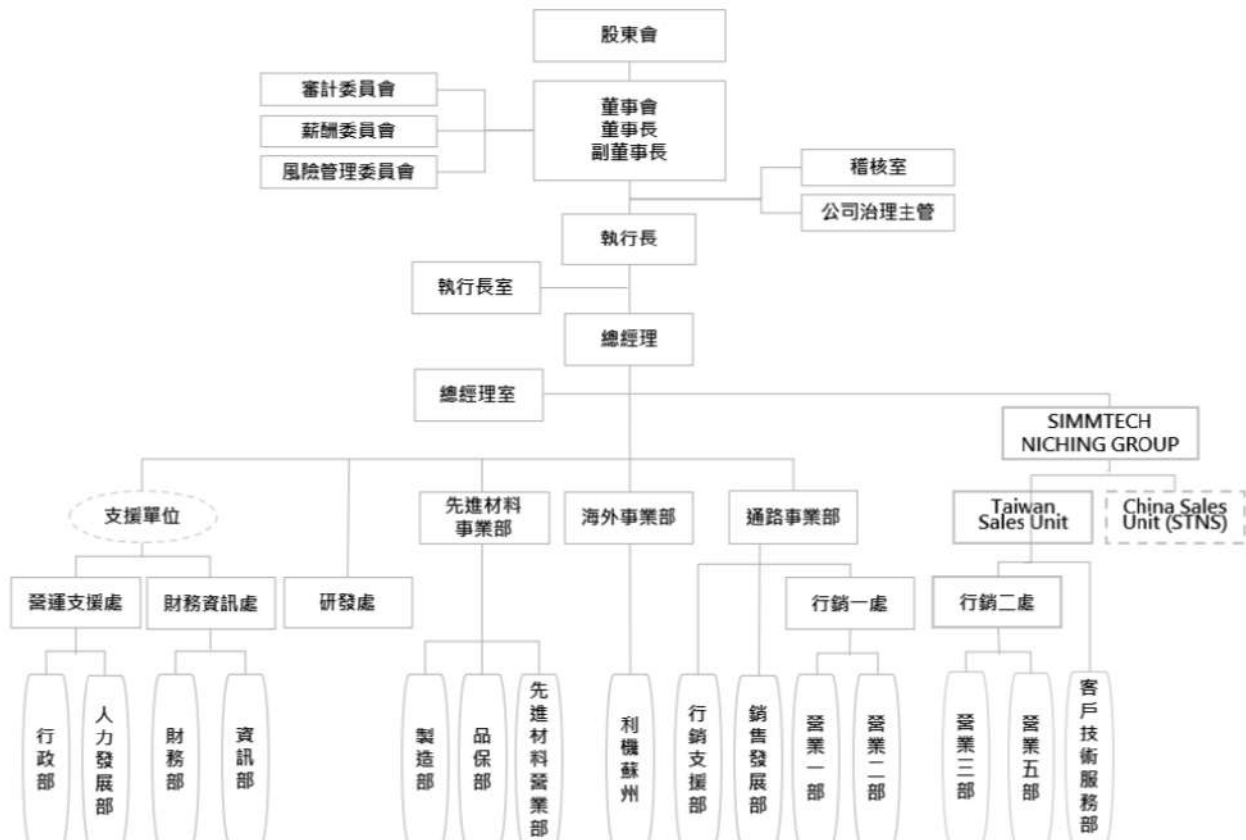 股東會
審計委員會
薪酬委員會
風險管理委員會
董事會
董事長
副董事長
稽核室
公司治理主管
執行長
執行長室
總經理
總經理室
SIMMTECH
NICHING GROUP
支援單位
先進材料
事業部
海外事業部
通路事業部
Taiwan
Sales Unit
China Sales
Unit (STNS)
營運支援處
財務資訊處
研發處
行銷一處
行銷二處
行政部
人力發展部
財務部
資訊部
製造部
品保部
先進材料營業部
利機蘇州
行銷支援部
銷售發展部
營業一部
營業二部
營業三部
營業五部
客戶技術服務部